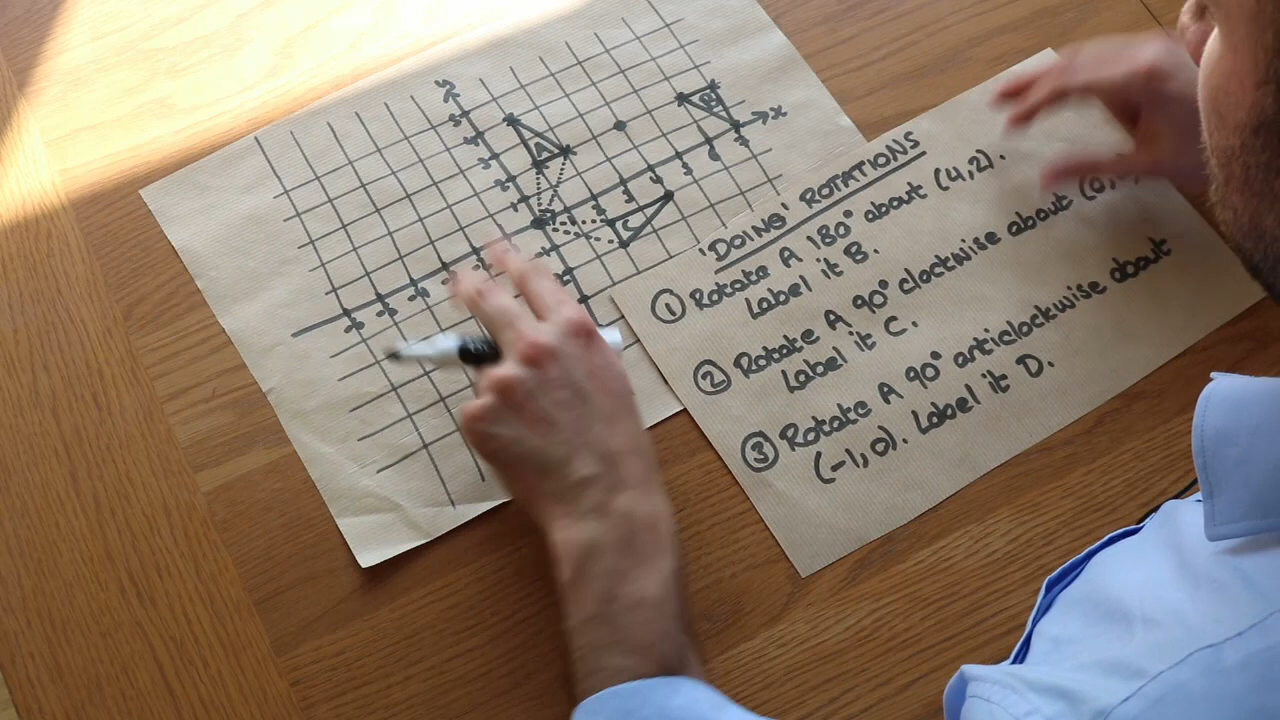 'DOING' ROTATIONS
① Rotate A 180° about (4,2).
Label it B.
② Rotate A 90° clockwise about
Label it C.
③ Rotate A 90° anticlockwise about
(-1,0). Label it D.
y
x
A
B
C